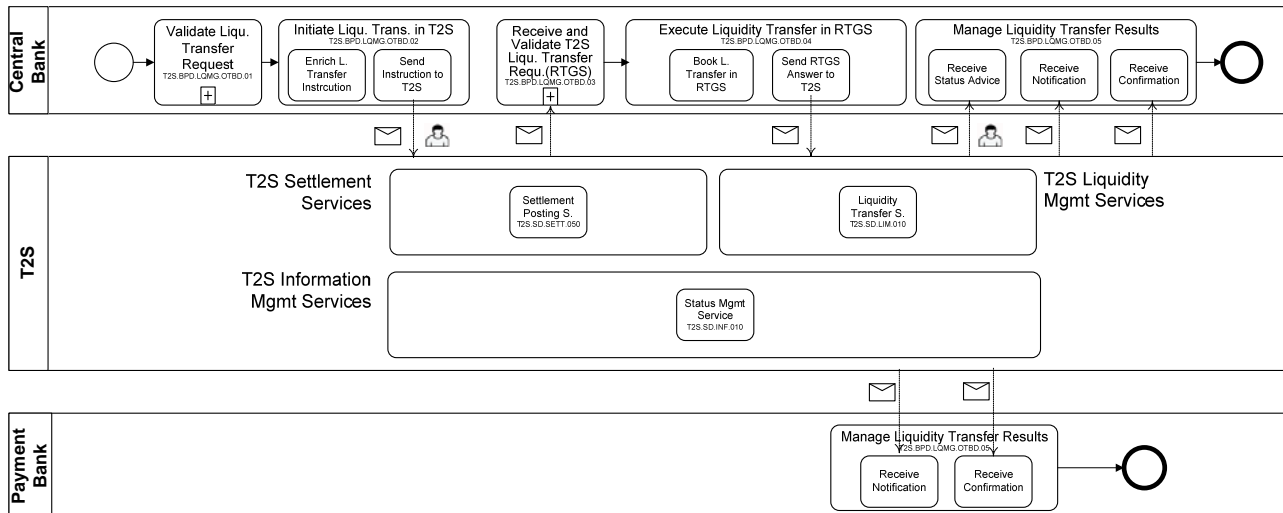 Central
Bank
Validate Liqu.
Transfer
Request
T2S.BPD.LQMG.OTBD.01
Initiate Liqu. Trans. in T2S
T2S.BPD.LQMG.OTBD.02
Enrich L.
Transfer
Instrcution
Send
Instruction to
T2S
Receive and
Validate T2S
Liqu. Transfer
Requ.(RTGS)
T2S.BPD.LQMG.OTBD.03
Execute Liquidity Transfer in RTGS
T2S.BPD.LQMG.OTBD.04
Book L.
Transfer in
RTGS
Send RTGS
Answer to
T2S
Manage Liquidity Transfer Results
T2S.BPD.LQMG.OTBD.05
Receive
Status Advice
Receive
Notification
Receive
Confirmation
T2S
T2S Settlement
Services
Settlement
Posting S.
T2S.SD.SETT.050
Liquidity
Transfer S.
T2S.SD.LIM.010
T2S Liquidity
Mgmt Services
T2S Information
Mgmt Services
Status Mgmt
Service
T2S.SD.INF.010
Payment
Bank
Manage Liquidity Transfer Results
T2S.BPD.LQMG.OTBD.05
Receive
Notification
Receive
Confirmation